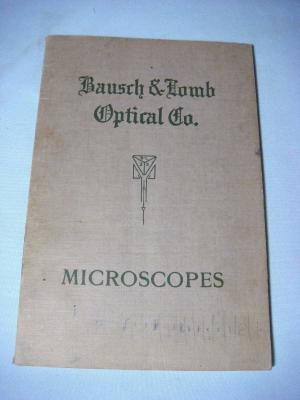 Bausch & Lomb
Optical Co.
MICROSCOPES